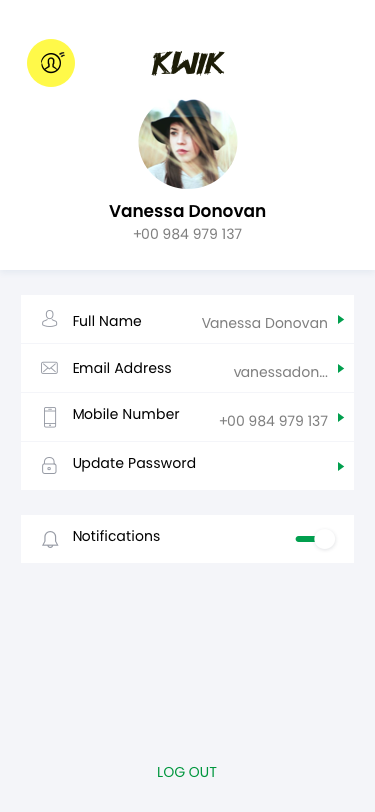 KWIK
Vanessa Donovan
+00 984 979 137
Full Name Vanessa Donovan
Email Address vanessadon...
Mobile Number +00 984 979 137
Update Password
Notifications
LOG OUT